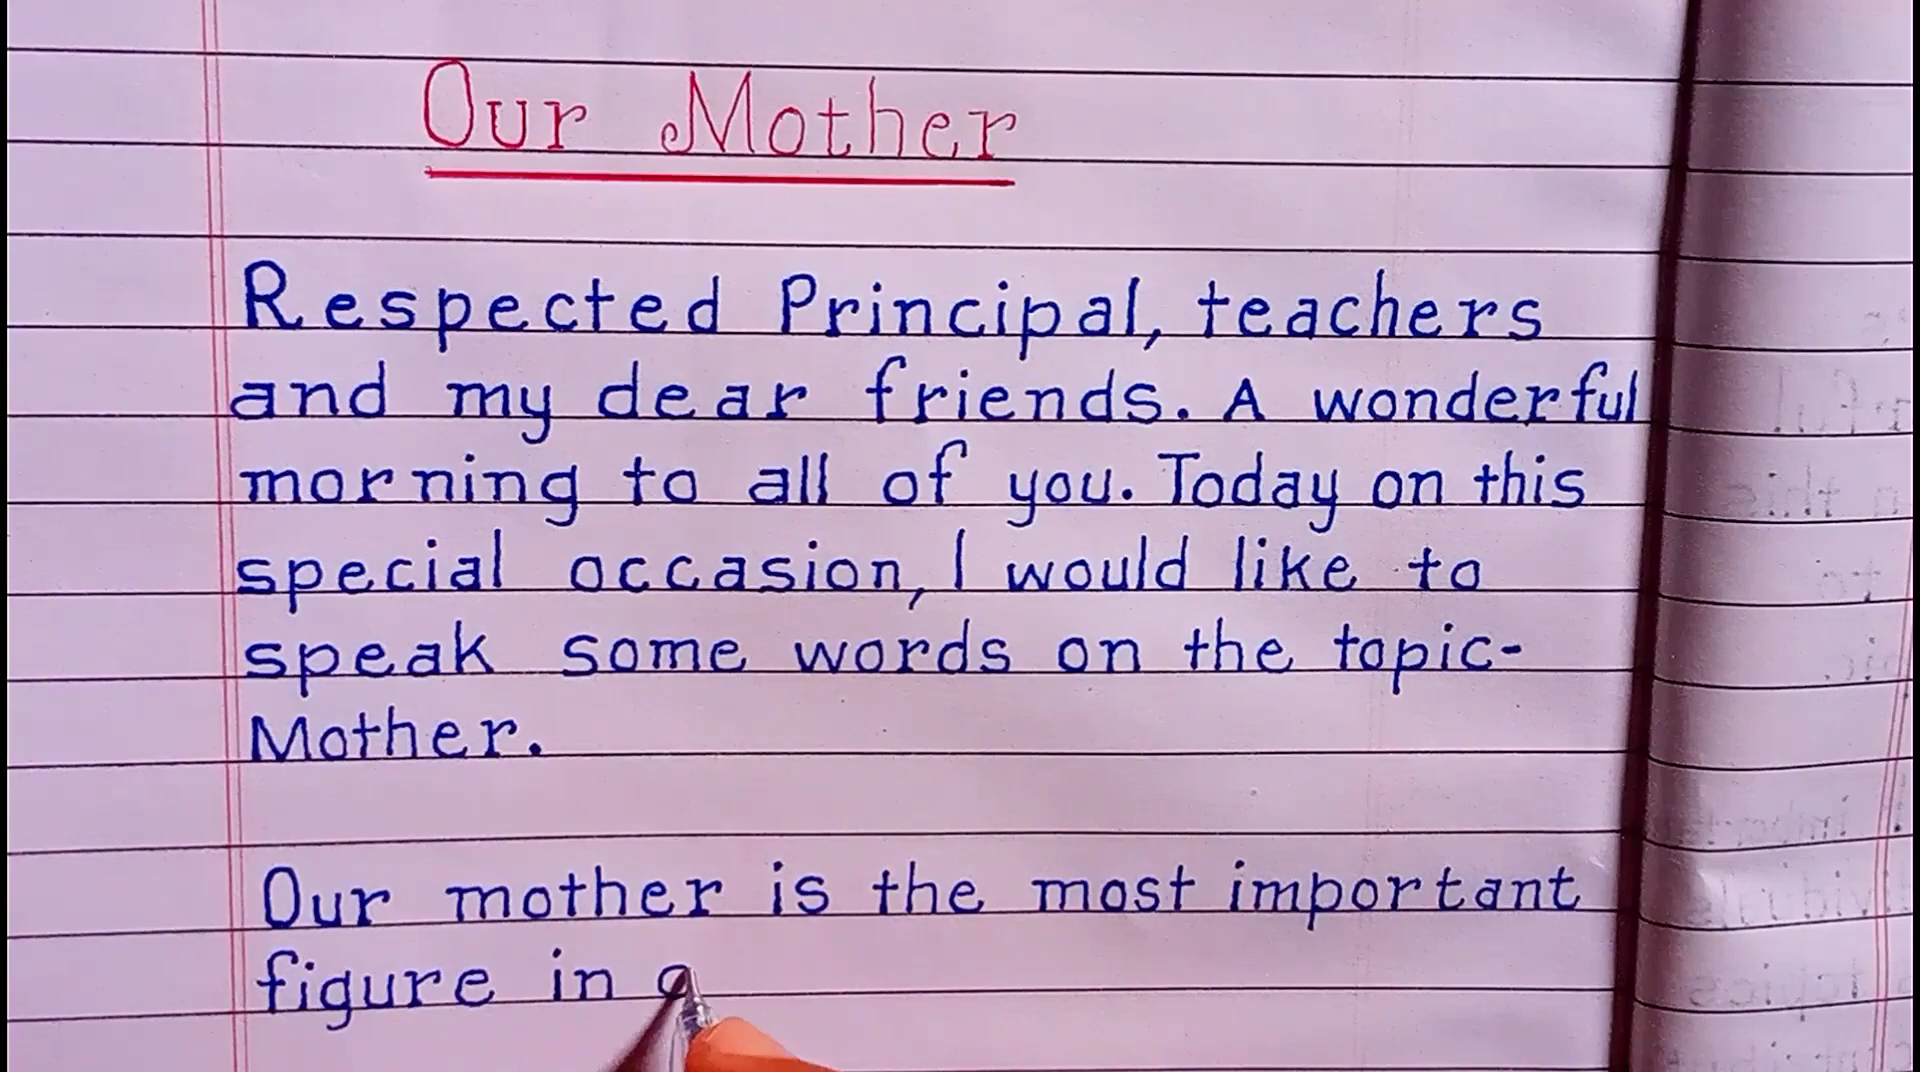 Our Mother
Respected Principal, teachers
and my dear friends. A wonderful
morning to all of you. Today on this
special occasion, I would like to
speak some words on the topic-
Mother.
Our mother is the most important
figure in